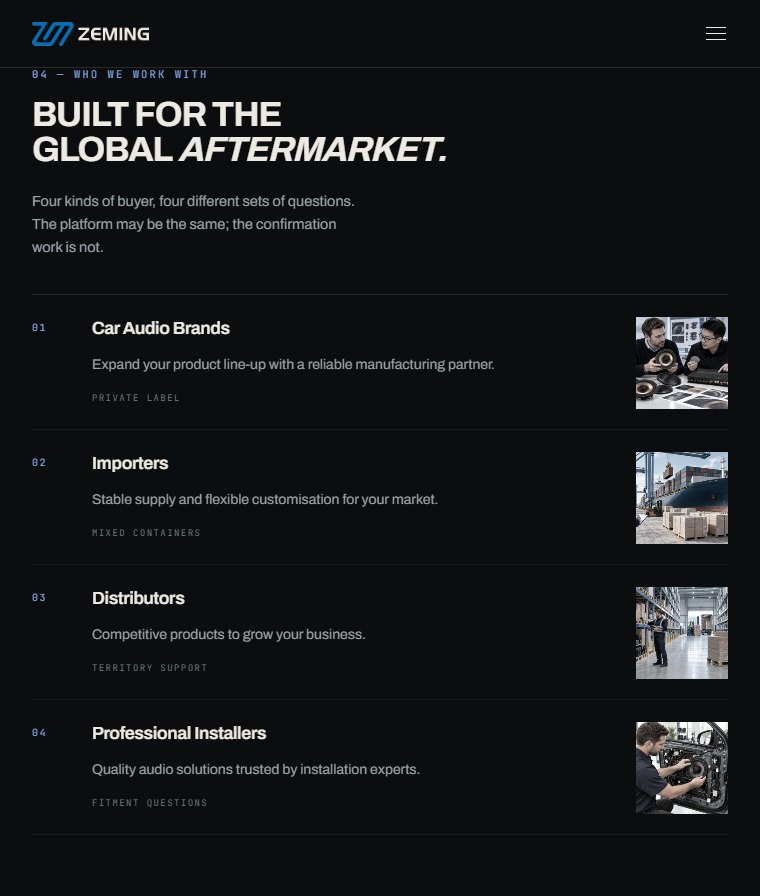 ZEMING
04 — WHO WE WORK WITH
BUILT FOR THE
GLOBAL AFTERMARKET.
Four kinds of buyer, four different sets of questions.
The platform may be the same; the confirmation
work is not.
01
Car Audio Brands
Expand your product line-up with a reliable manufacturing partner.
PRIVATE LABEL
02
Importers
Stable supply and flexible customisation for your market.
MIXED CONTAINERS
03
Distributors
Competitive products to grow your business.
TERRITORY SUPPORT
04
Professional Installers
Quality audio solutions trusted by installation experts.
FITMENT QUESTIONS